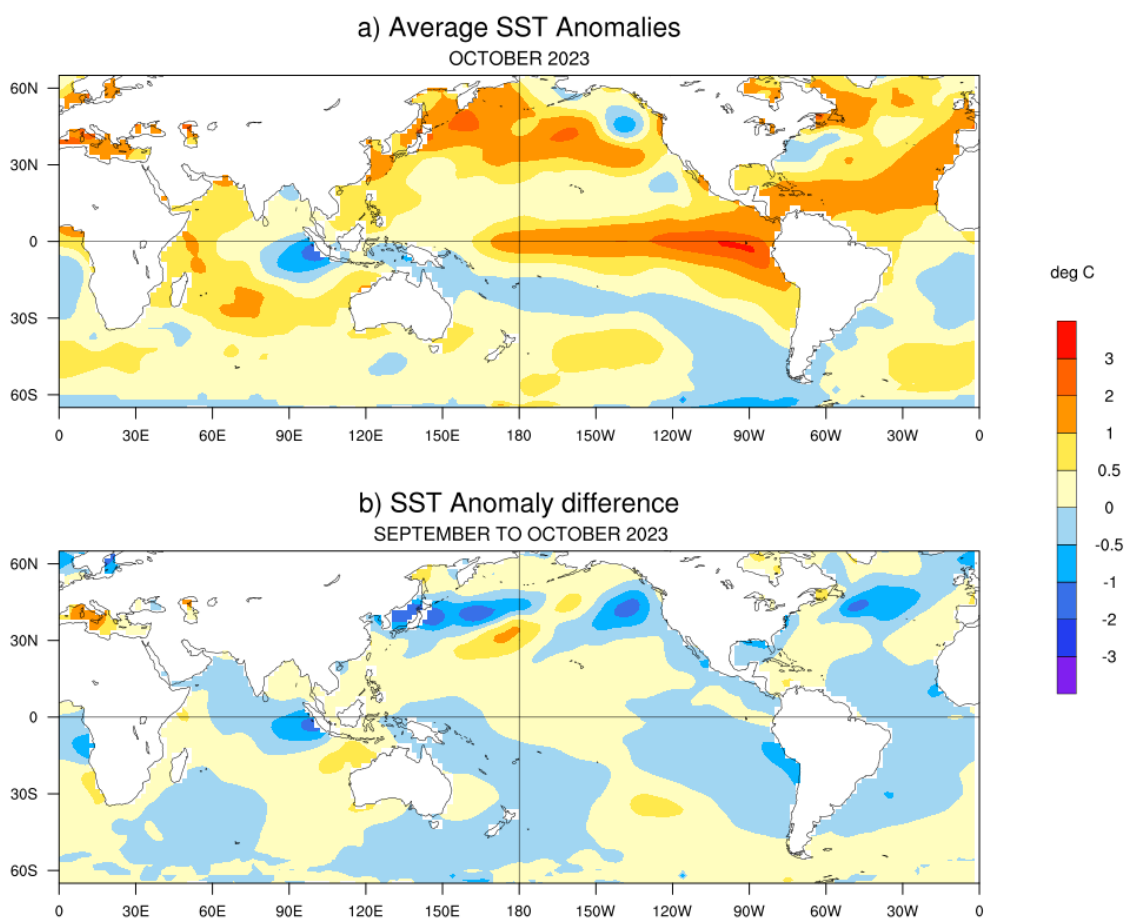 a) Average SST Anomalies
OCTOBER 2023
60N
30N
0
30S
60S
0 30E 60E 90E 120E 150E 180 150W 120W 90W 60W 30W 0
b) SST Anomaly difference
SEPTEMBER TO OCTOBER 2023
60N
30N
0
30S
60S
0 30E 60E 90E 120E 150E 180 150W 120W 90W 60W 30W 0
deg C
3
2
1
0.5
0
-0.5
-1
-2
-3